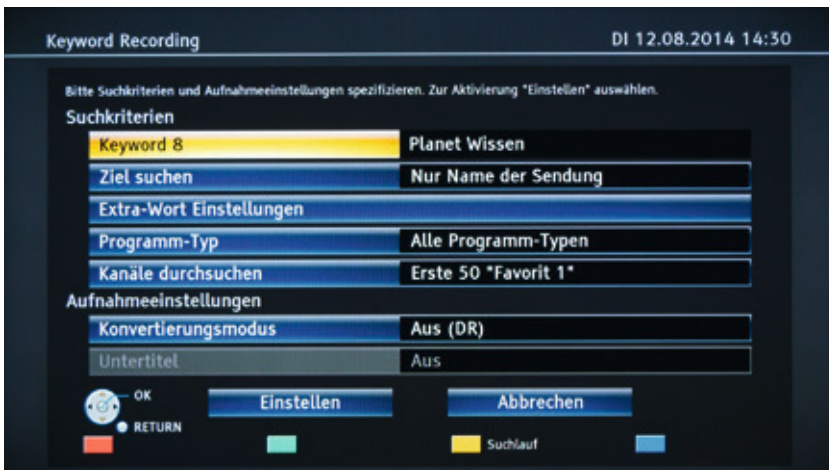 Keyword Recording DI 12.08.2014 14:30
Bitte Suchkriterien und Aufnahmeeinstellungen spezifizieren. Zur Aktivierung "Einstellen" auswählen.
Suchkriterien
Keyword 8 Planet Wissen
Ziel suchen Nur Name der Sendung
Extra-Wort Einstellungen
Programm-Typ Alle Programm-Typen
Kanäle durchsuchen Erste 50 "Favorit 1"
Aufnahmeeinstellungen
Konvertierungsmodus Aus (DR)
Untertitel Aus
OK Einstellen Abbrechen
RETURN
Suchlauf